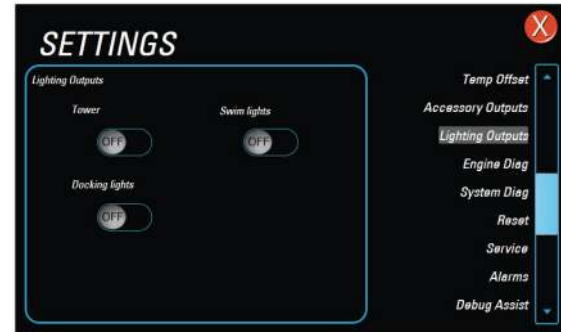 SETTINGS
X
Lighting Outputs
Tower
Swim lights
OFF
OFF
Docking lights
OFF
Temp Offset
Accessory Outputs
Lighting Outputs
Engine Diag
System Diag
Reset
Service
Alarms
Debug Assist